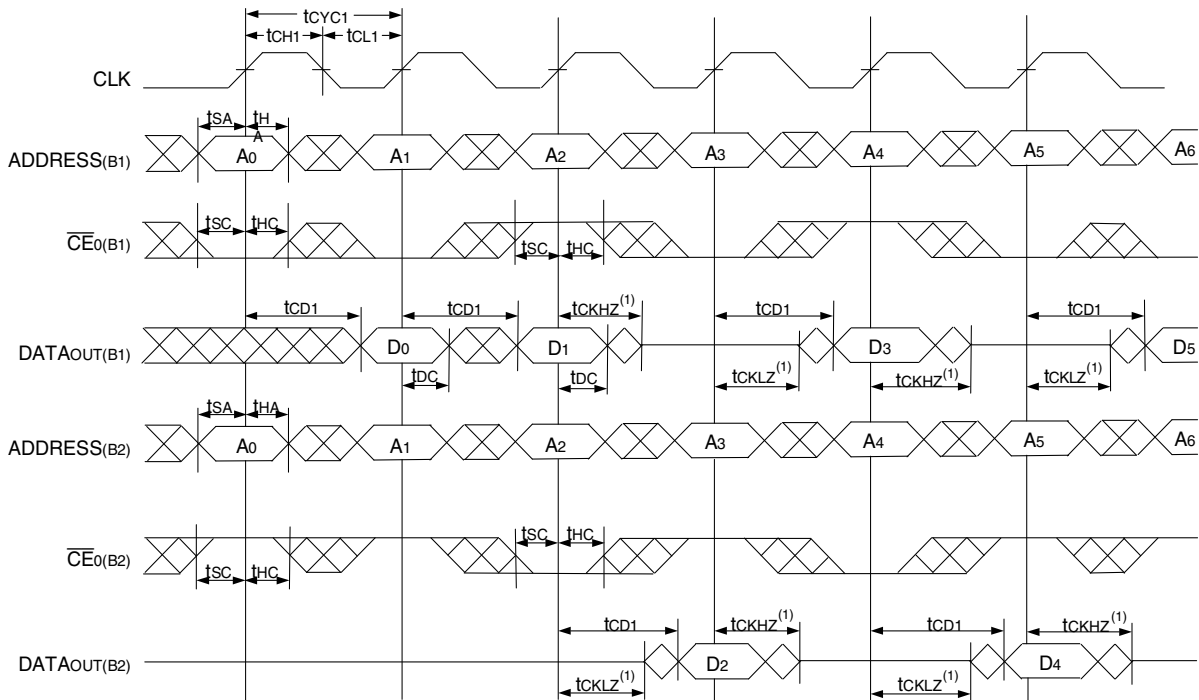 tCYC1
tCH1 tCL1
CLK
tSA tH
A
ADDRESS(B1) A0 A1 A2 A3 A4 A5 A6
tSC tHC
CE0(B1)
tSC tHC
tCD1 tCD1 tCKHZ(1) tCD1 tCD1
DATAOUT(B1) D0 D1 D3 D5
tDC tDC tCKLZ(1) tCKHZ(1) tCKLZ(1)
tSA tHA
ADDRESS(B2) A0 A1 A2 A3 A4 A5 A6
tSC tHC
CE0(B2)
tSC tHC
tCD1 tCKHZ(1) tCD1 tCKHZ(1)
DATAOUT(B2) D2 D4
tCKLZ(1) tCKLZ(1)